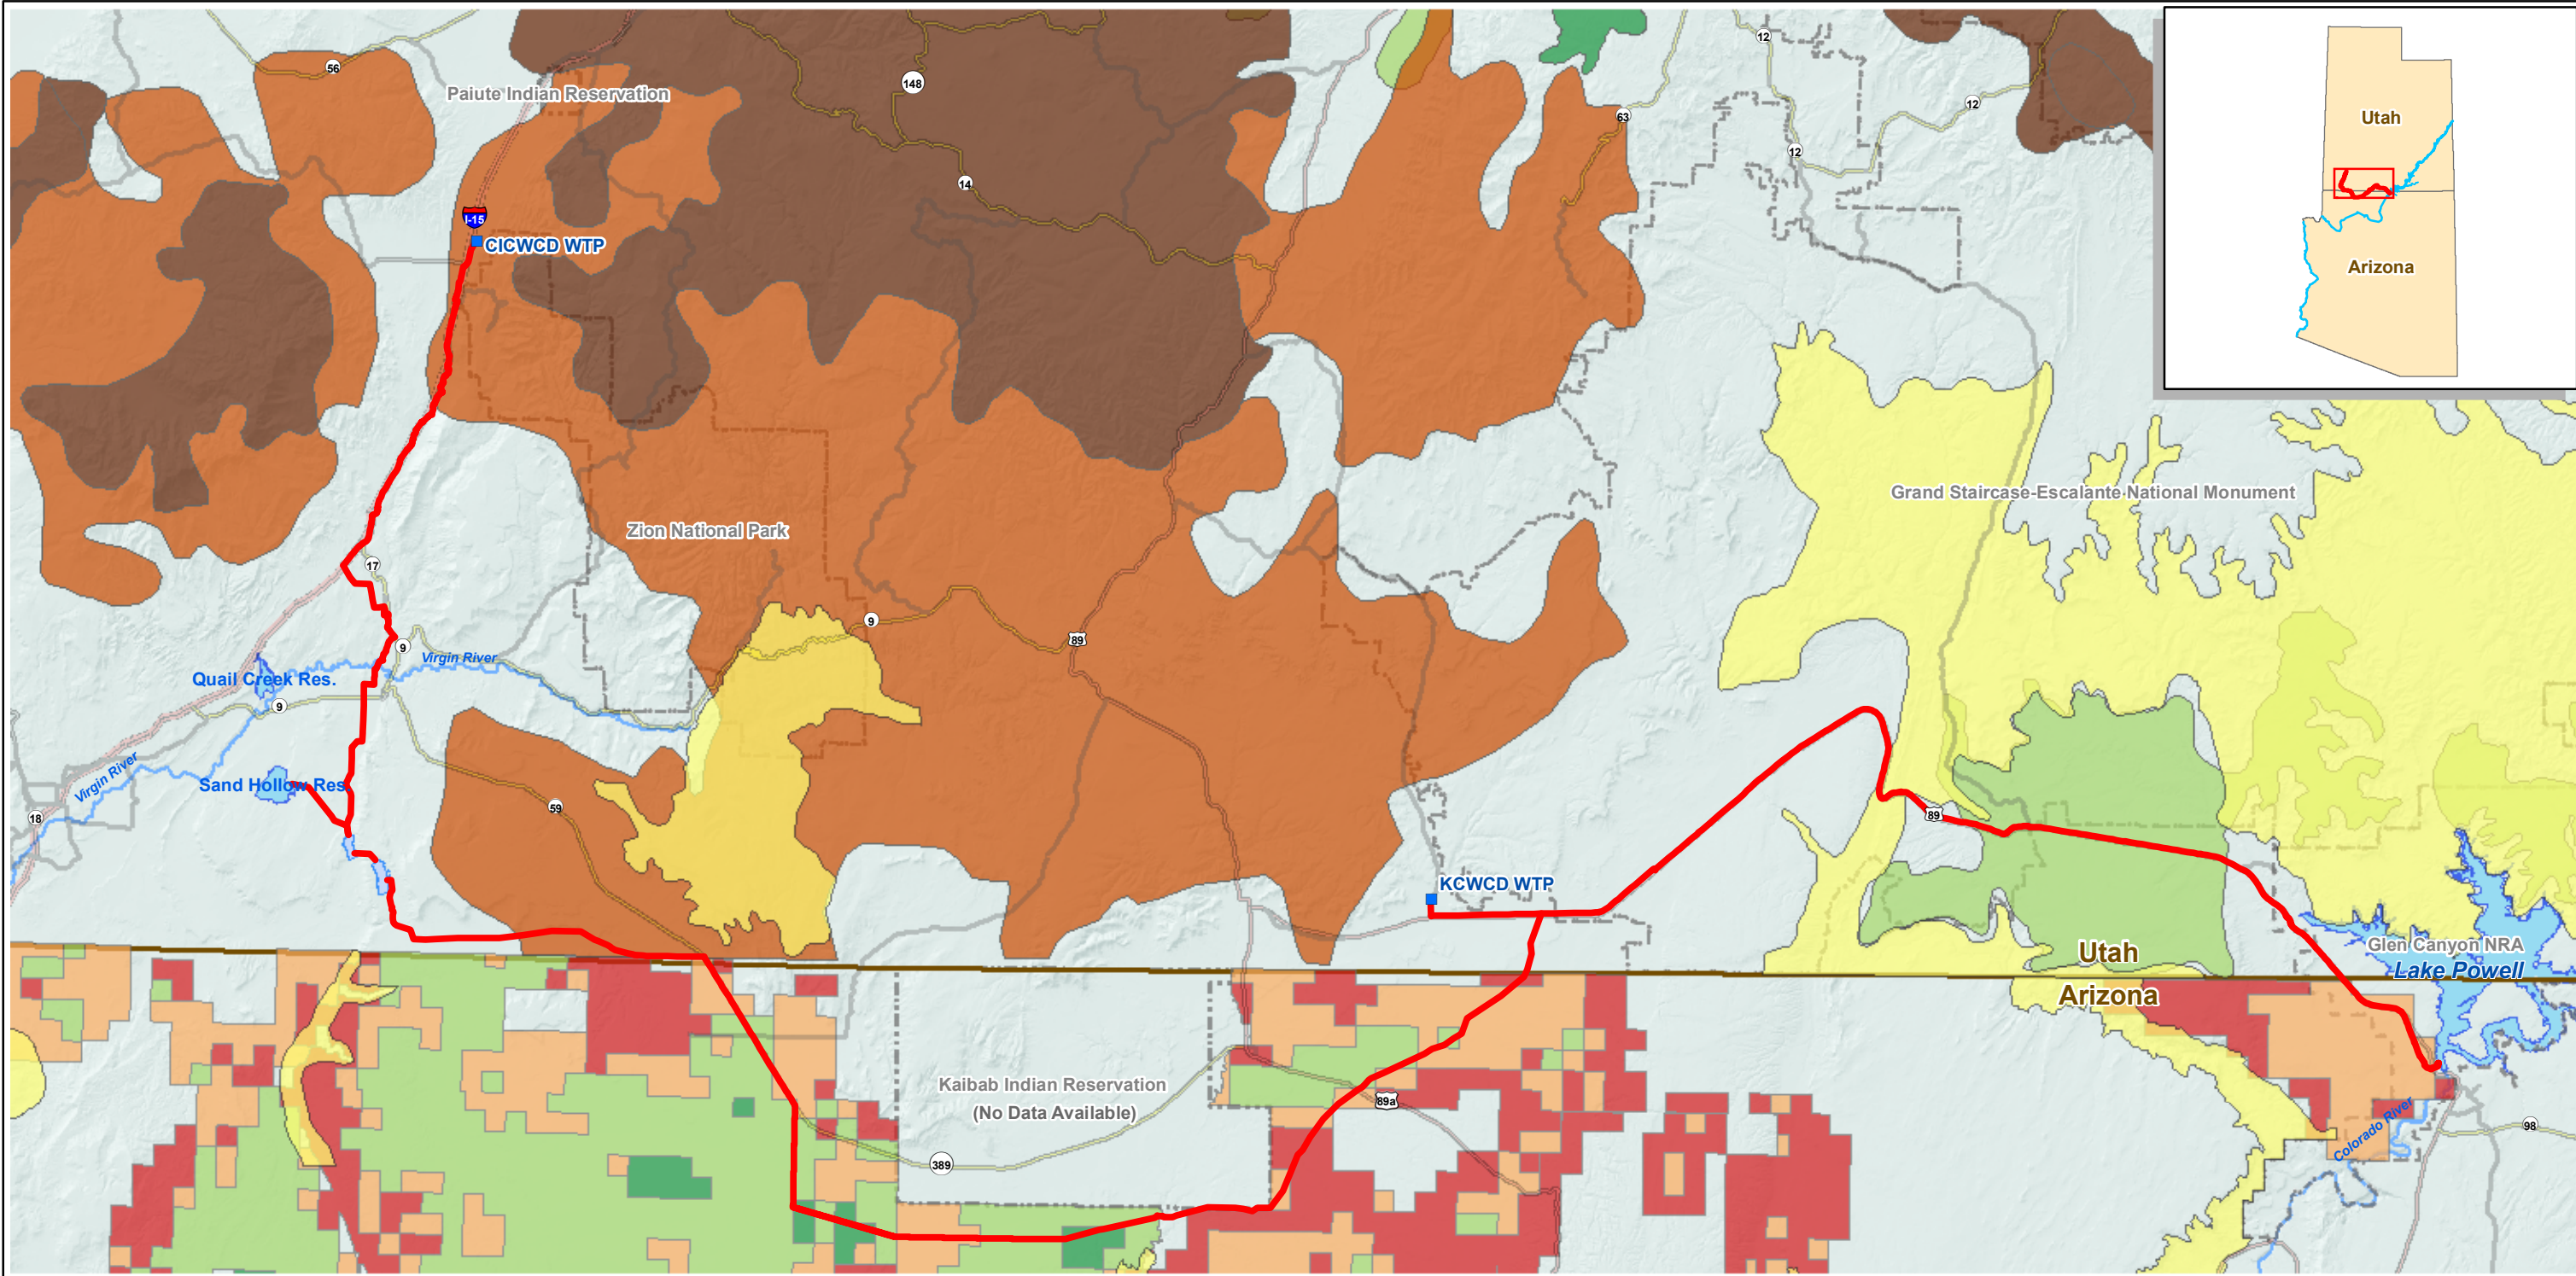 56
Paiute Indian Reservation
148
12
12
63
12
14
I-15
CICWCD WTP
Utah
Arizona
Grand Staircase-Escalante National Monument
Zion National Park
17
9
89
9
Virgin River
Quail Creek Res.
9
Virgin River
Sand Hollow Res.
18
59
89
KCWCD WTP
Utah
Glen Canyon NRA
Lake Powell
Arizona
Kaibab Indian Reservation
(No Data Available)
89a
389
Colorado River
98